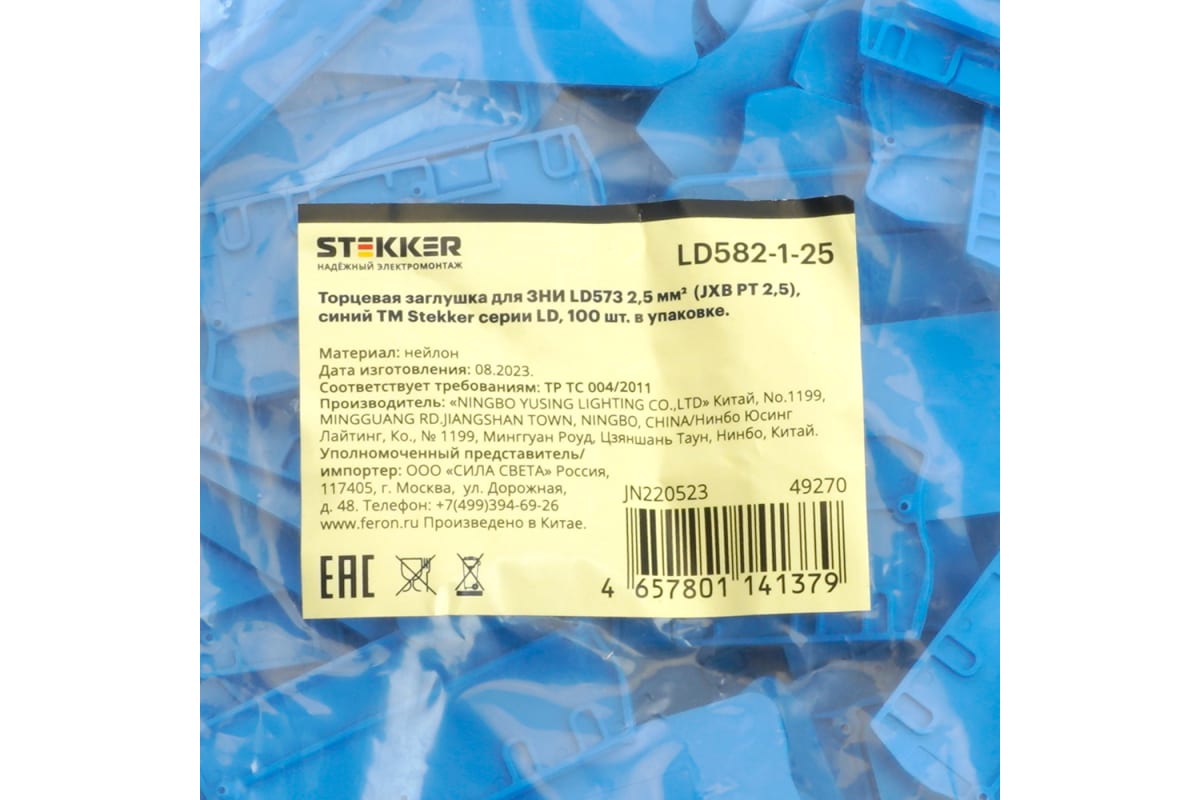 STEKKER
НАДЁЖНЫЙ ЭЛЕКТРОМОНТАЖ
LD582-1-25
Торцевая заглушка для ЗНИ LD573 2,5 мм² (JXB PT 2,5),
синий ТМ Stekker серии LD, 100 шт. в упаковке.
Материал: нейлон
Дата изготовления: 08.2023.
Соответствует требованиям: ТР ТС 004/2011
Производитель: «NINGBO YUSING LIGHTING CO.,LTD» Китай, No.1199,
MINGGUANG RD.JIANGSHAN TOWN, NINGBO, CHINA/Нинбо Юсинг
Лайтинг, Ко., № 1199, Минггуан Роуд, Цзяншань Таун, Нинбо, Китай.
Уполномоченный представитель/
импортер: ООО «СИЛА СВЕТА» Россия,
117405, г. Москва, ул. Дорожная,
д. 48. Телефон: +7(499)394-69-26
www.feron.ru Произведено в Китае.
JN220523 49270
EAC
4 657801 141379